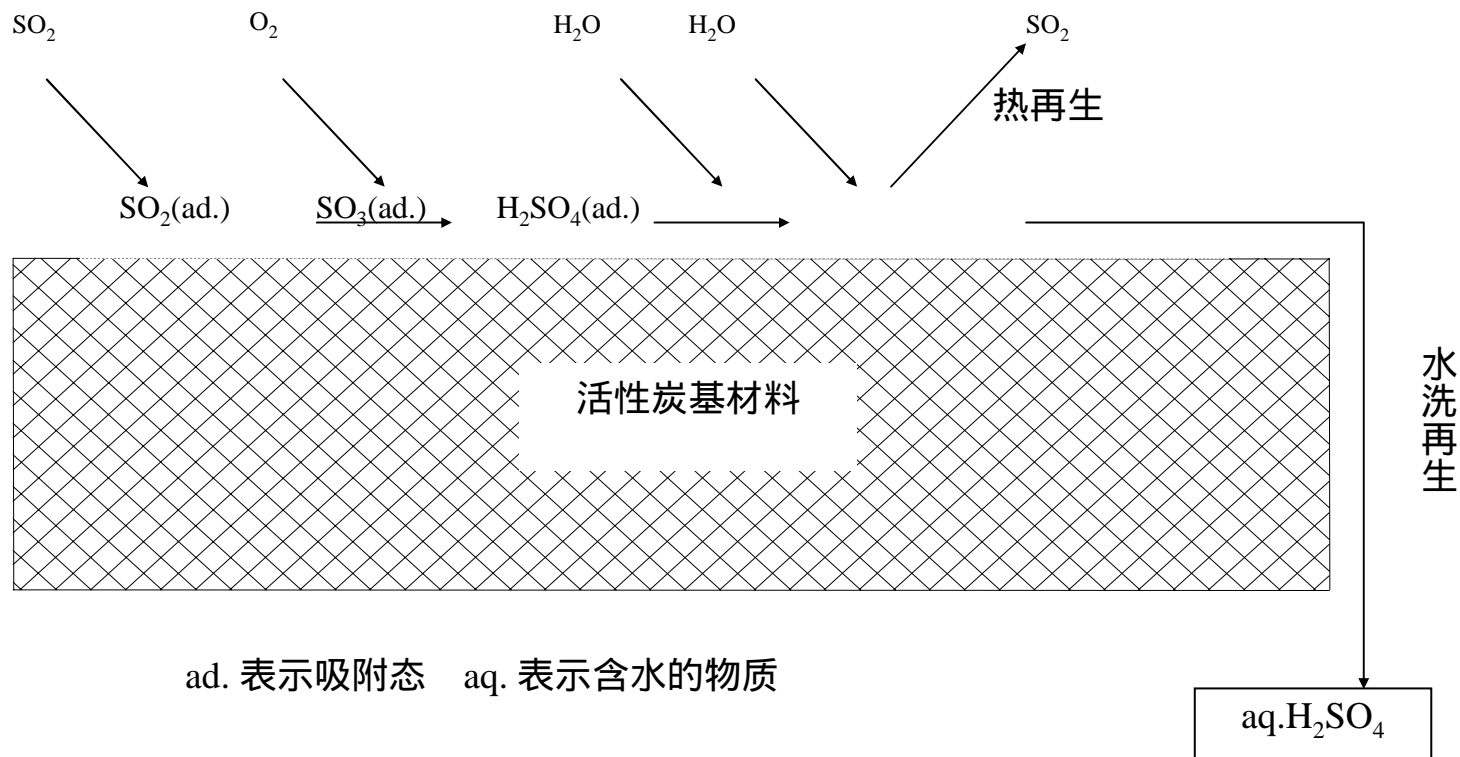 SO₂ O₂ H₂O H₂O SO₂
热再生
SO₂(ad.) SO₃(ad.) H₂SO₄(ad.)
活性炭基材料
水洗再生
ad. 表示吸附态 aq. 表示含水的物质
aq.H₂SO₄